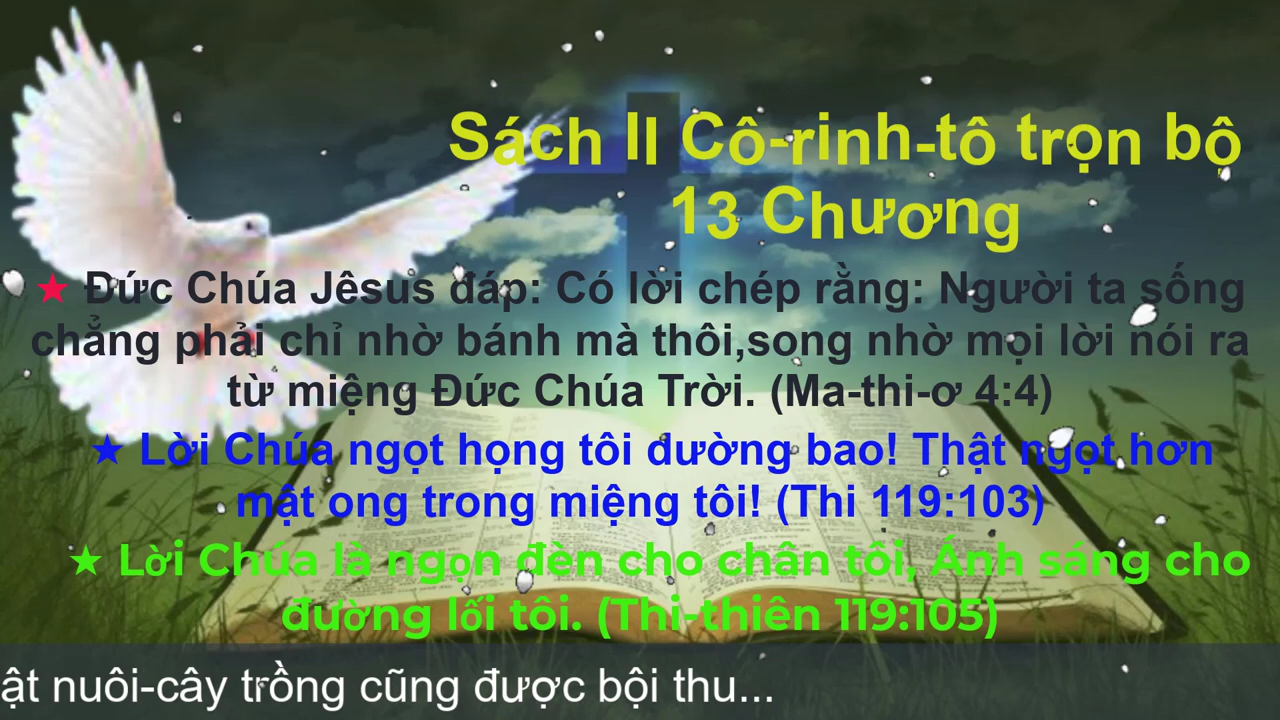 Sách II Cô-rinh-tô trọn bộ
13 Chương
★ Đức Chúa Jêsus đáp: Có lời chép rằng: Người ta sống
chẳng phải chỉ nhờ bánh mà thôi,song nhờ mọi lời nói ra
từ miệng Đức Chúa Trời. (Ma-thi-ơ 4:4)
★ Lời Chúa ngọt họng tôi dường bao! Thật ngọt hơn
mật ong trong miệng tôi! (Thi 119:103)
★ Lời Chúa là ngọn đèn cho chân tôi, Ánh sáng cho
đường lối tôi. (Thi-thiên 119:105)
ật nuôi-cây trồng cũng được bội thu...